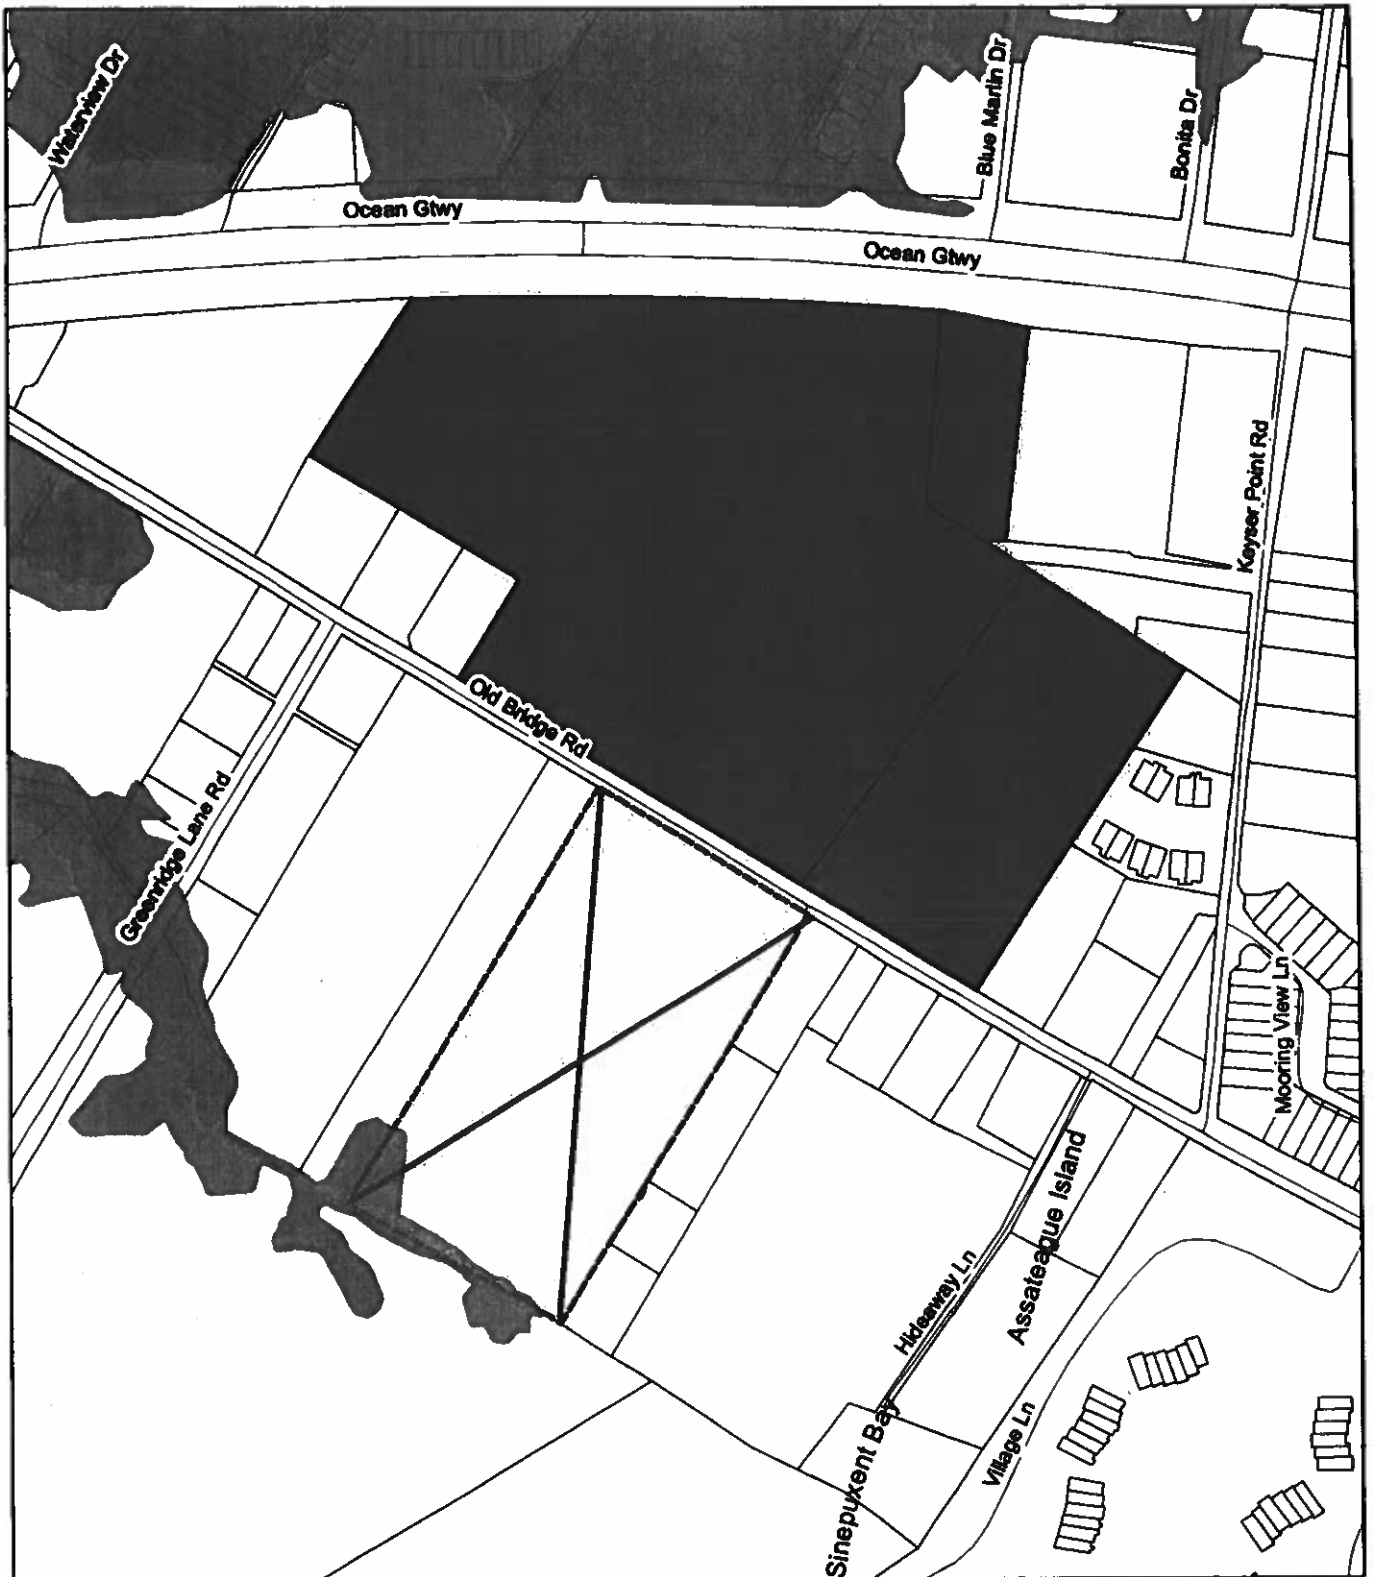 Waterview Dr
Blue Marlin Dr
Bonita Dr
Ocean Gtwy
Ocean Gtwy
Keyser Point Rd
Old Bridge Rd
Greenridge Lane Rd
Mooring View Ln
Assateague Island
Hideaway Ln
Village Ln
Sinepuxent Bay